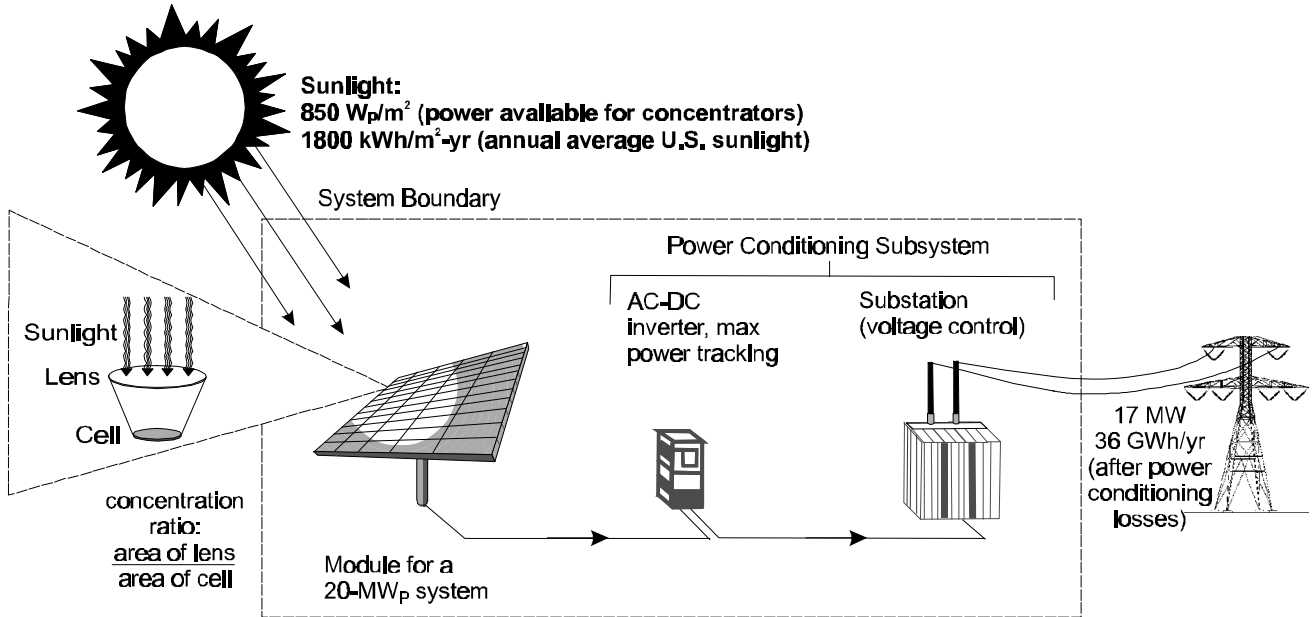 Sunlight:
850 Wₚ/m² (power available for concentrators)
1800 kWh/m²-yr (annual average U.S. sunlight)
System Boundary
Power Conditioning Subsystem
AC-DC
inverter, max
power tracking
Substation
(voltage control)
Sunlight
Lens
Cell
concentration
ratio:
area of lens
area of cell
Module for a
20-MWₚ system
17 MW
36 GWh/yr
(after power
conditioning
losses)